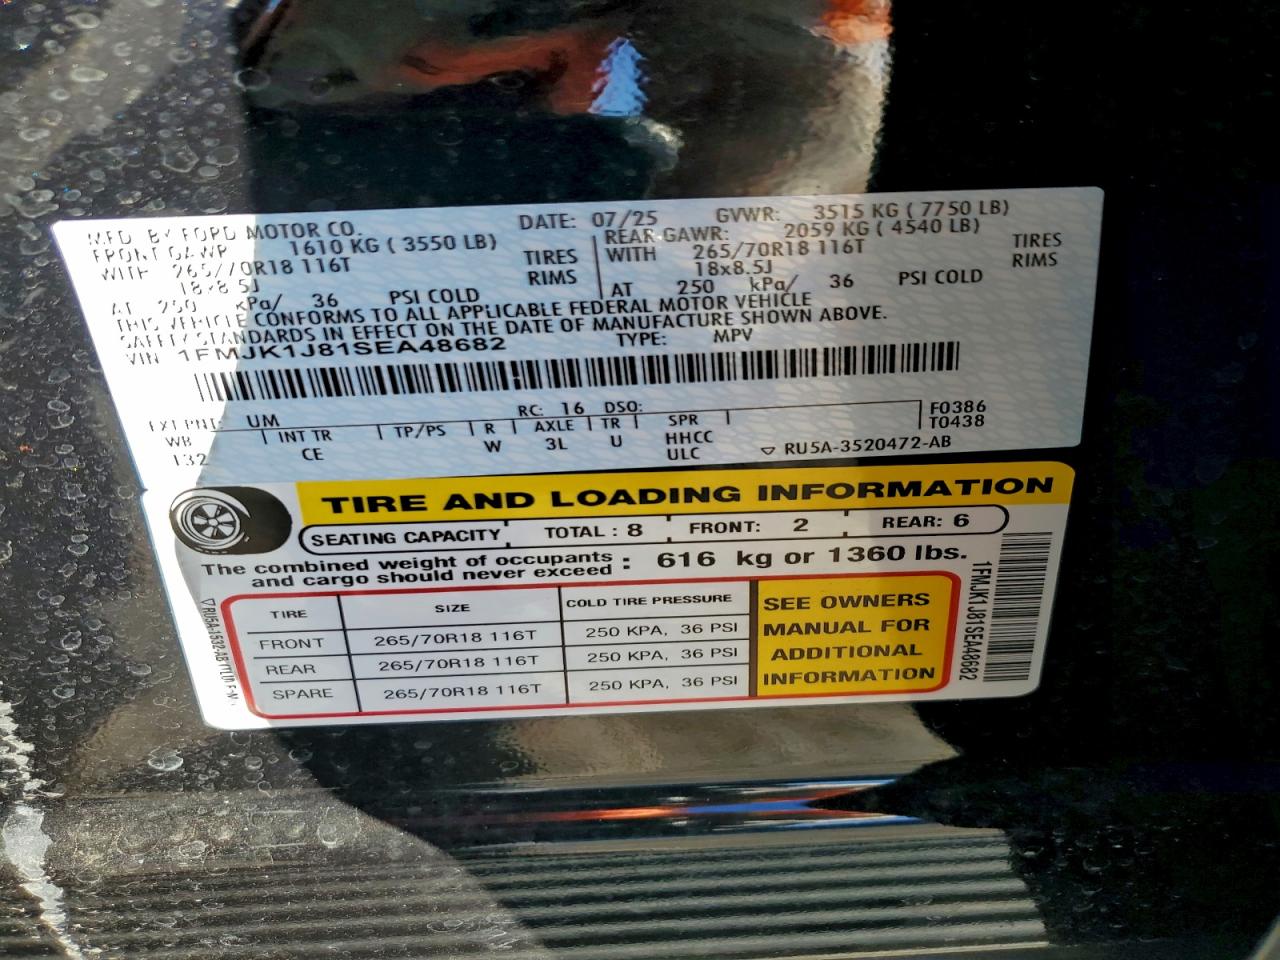 MFD. BY FORD MOTOR CO. DATE: 07/25 GVWR: 3515 KG ( 7750 LB)
FRONT GAWR 1610 KG ( 3550 LB) REAR GAWR: 2059 KG ( 4540 LB)
WITH 265/70R18 116T TIRES WITH 265/70R18 116T TIRES
18x8.5J RIMS 18x8.5J RIMS
AT 250 kPa/ 36 PSI COLD AT 250 kPa/ 36 PSI COLD
THIS VEHICLE CONFORMS TO ALL APPLICABLE FEDERAL MOTOR VEHICLE
SAFETY STANDARDS IN EFFECT ON THE DATE OF MANUFACTURE SHOWN ABOVE.
VIN 1FMJK1J81SEA48682 TYPE: MPV
EXT PNT: UM RC: 16 DSO: F0386
WB INT TR TP/PS R AXLE TR SPR T0438
132 CE W 3L U HHCC
ULC ▽ RU5A-3520472-AB
TIRE AND LOADING INFORMATION
SEATING CAPACITY TOTAL : 8 FRONT: 2 REAR: 6
The combined weight of occupants and cargo should never exceed : 616 kg or 1360 lbs.
TIRE SIZE COLD TIRE PRESSURE
FRONT 265/70R18 116T 250 KPA, 36 PSI
REAR 265/70R18 116T 250 KPA, 36 PSI
SPARE 265/70R18 116T 250 KPA, 36 PSI
SEE OWNERS
MANUAL FOR
ADDITIONAL
INFORMATION
1FMJK1J81SEA48682
▽RU5A-1532-AB